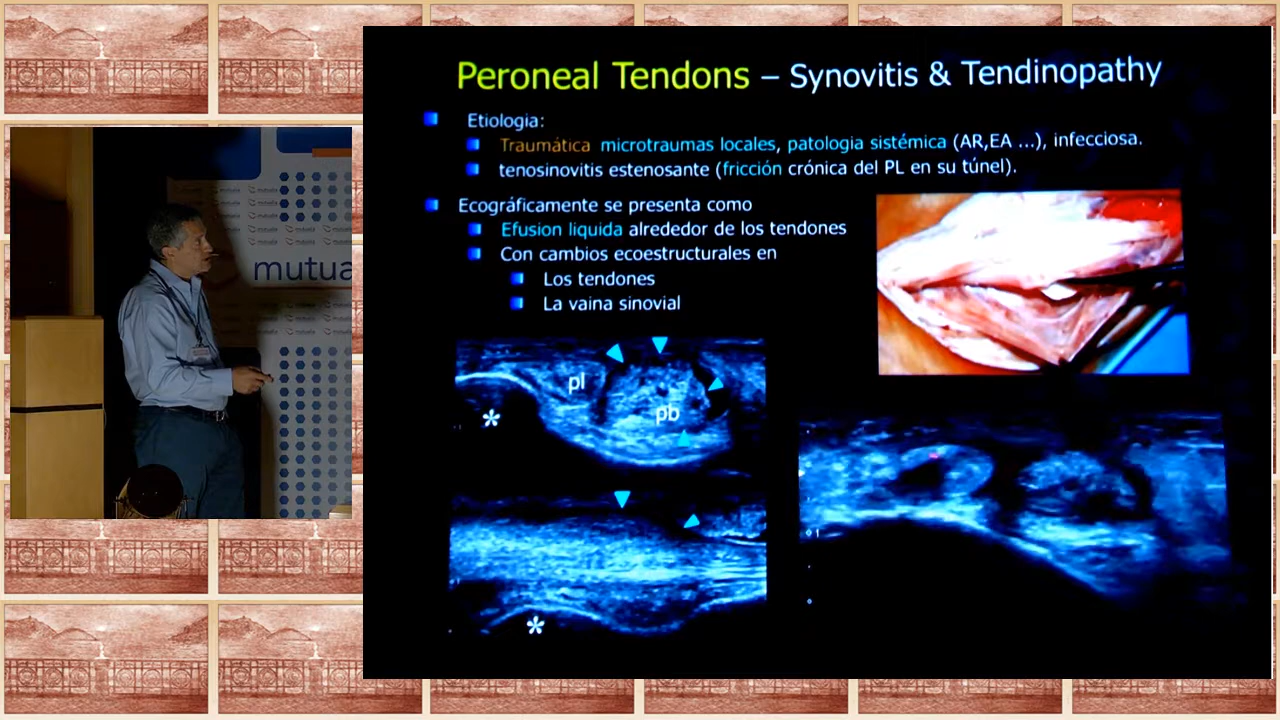 Peroneal Tendons – Synovitis & Tendinopathy
Etiologia:
Traumática microtraumas locales, patologia sistémica (AR,EA ...), infecciosa.
tenosinovitis estenosante (fricción crónica del PL en su túnel).
Ecográficamente se presenta como
Efusion liquida alrededor de los tendones
Con cambios ecoestructurales en
Los tendones
La vaina sinovial
pl
pb
*
*
mutua